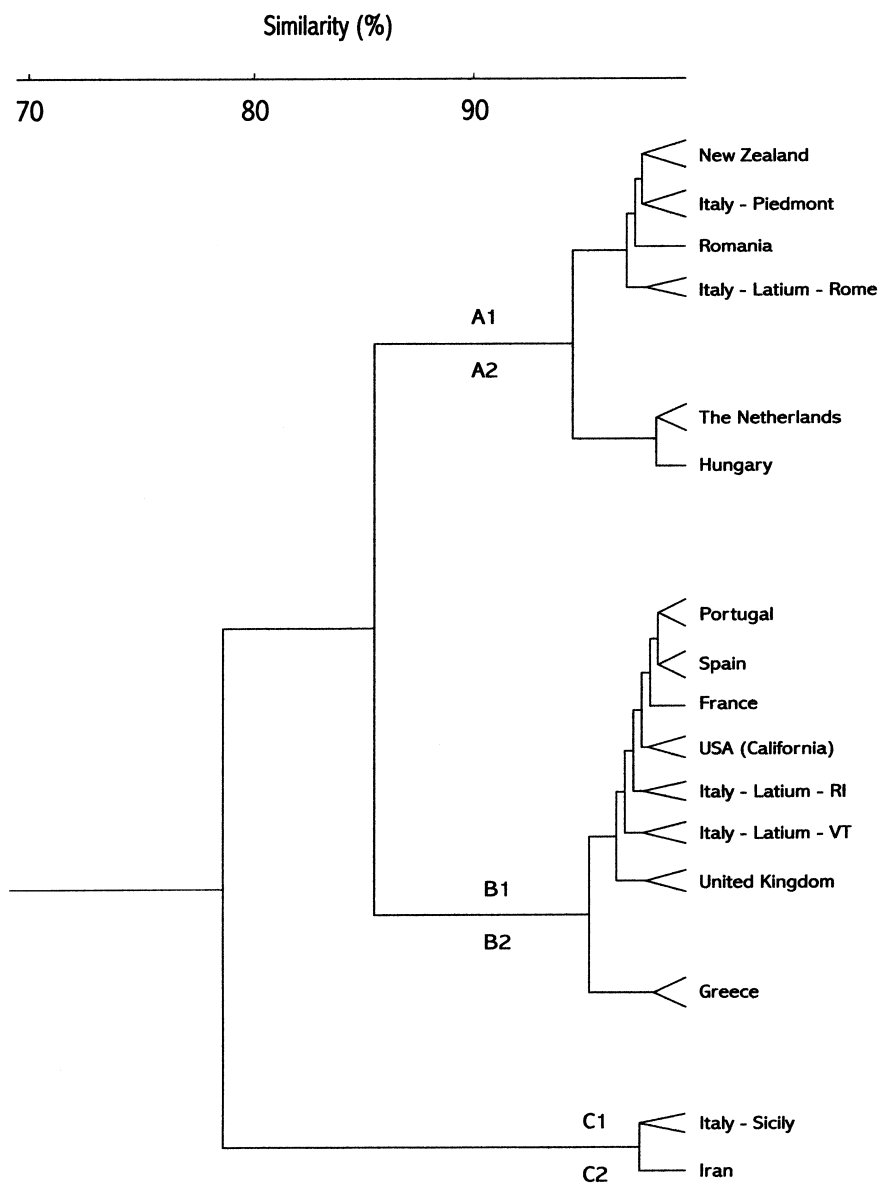 Similarity (%)
70 80 90
New Zealand
Italy - Piedmont
Romania
Italy - Latium - Rome
A1
A2
The Netherlands
Hungary
Portugal
Spain
France
USA (California)
Italy - Latium - RI
Italy - Latium - VT
United Kingdom
B1
B2
Greece
C1
Italy - Sicily
Iran
C2